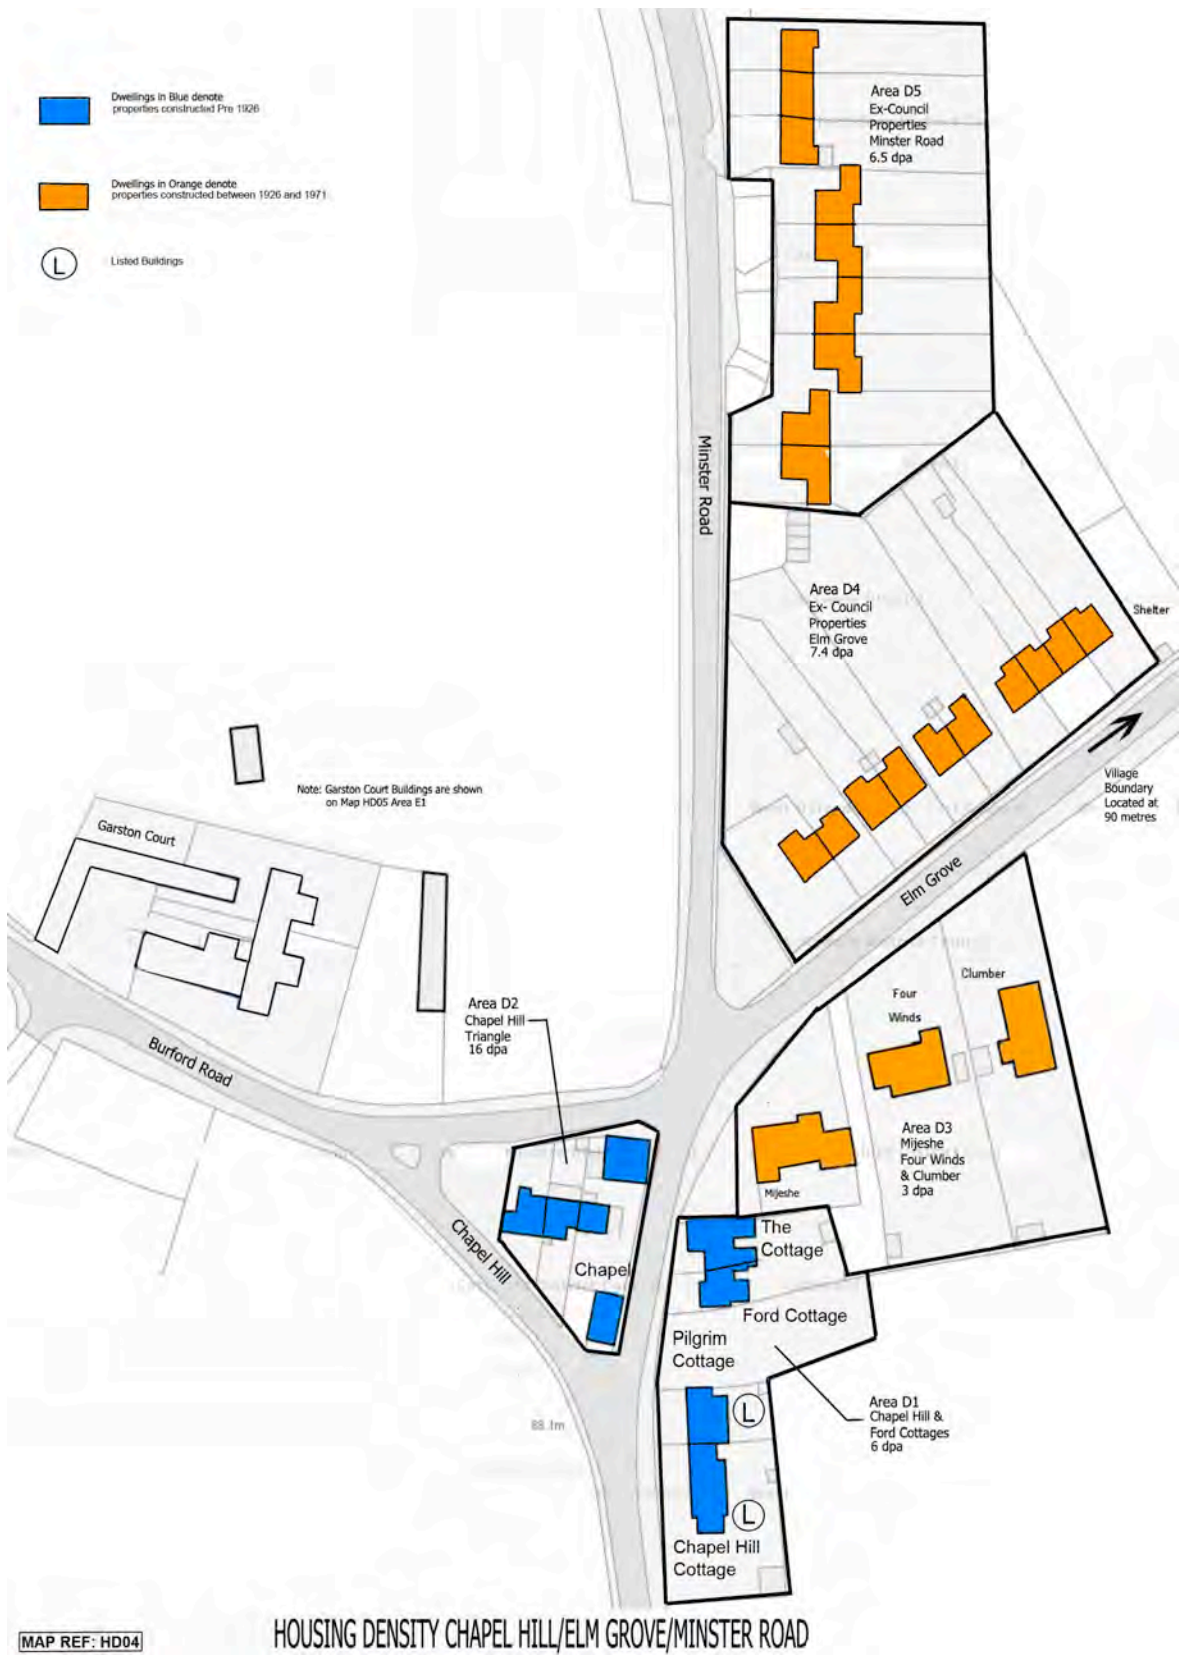 Dwellings in Blue denote
properties constructed Pre 1926
Dwellings in Orange denote
properties constructed between 1926 and 1971
L
Listed Buildings
Area D5
Ex-Council
Properties
Minster Road
6.5 dpa
Minster Road
Area D4
Ex- Council
Properties
Elm Grove
7.4 dpa
Shelter
Village
Boundary
Located at
90 metres
Elm Grove
Note: Garston Court Buildings are shown
on Map HD05 Area E1
Garston Court
Burford Road
Area D2
Chapel Hill
Triangle
16 dpa
Clumber
Four
Winds
Area D3
Mijeshe
Four Winds
& Clumber
3 dpa
Mijeshe
Chapel Hill
Chapel
The
Cottage
Ford Cottage
Pilgrim
Cottage
Area D1
Chapel Hill &
Ford Cottages
6 dpa
L
88.1m
L
Chapel Hill
Cottage
MAP REF: HD04
HOUSING DENSITY CHAPEL HILL/ELM GROVE/MINSTER ROAD